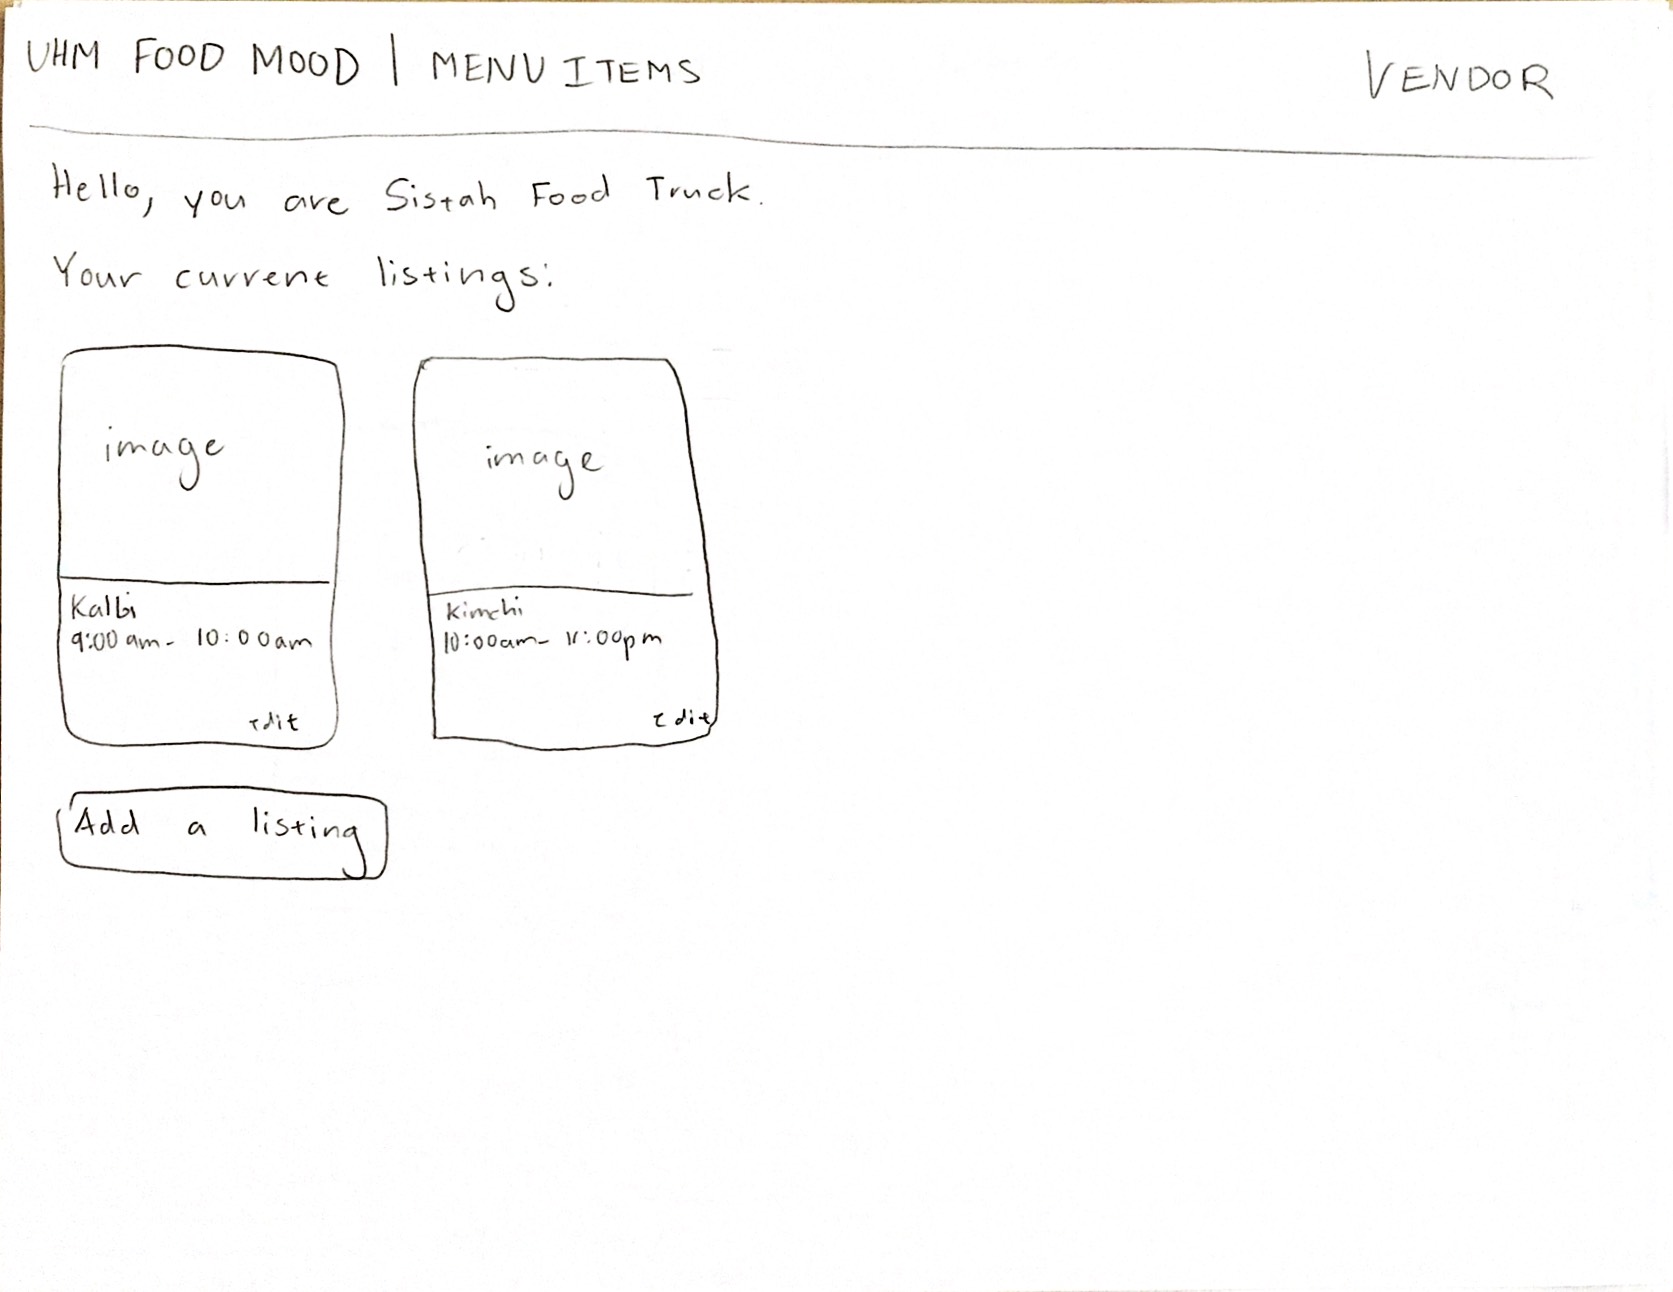 UHM FOOD MOOD | MENU ITEMS VENDOR
Hello, you are Sistah Food Truck.
Your current listings:
image image
Kalbi Kimchi
9:00 am - 10:00am 10:00am - 11:00pm
edit edit
Add a listing